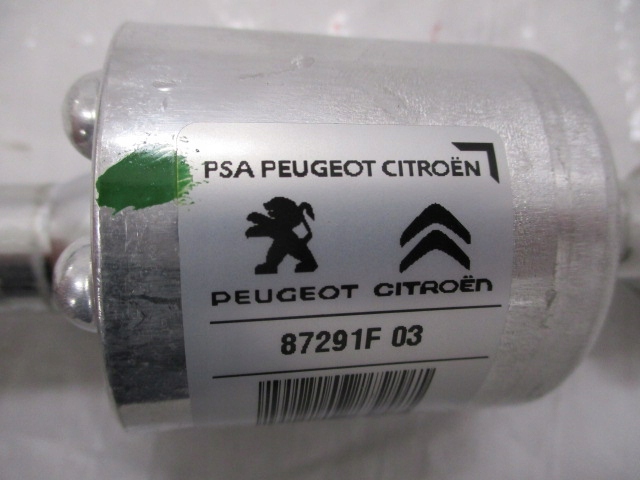 PSA PEUGEOT CITROËN
PEUGEOT CITROËN
87291F 03